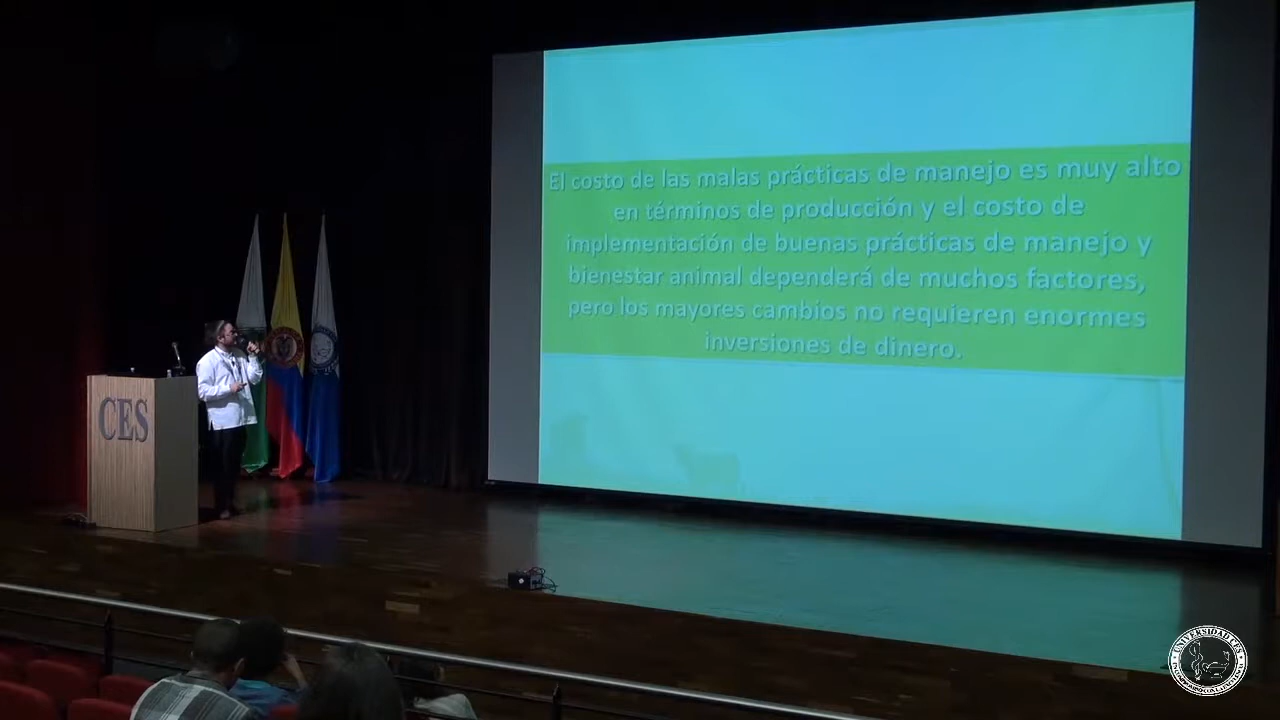 El costo de las malas prácticas de manejo es muy alto
en términos de producción y el costo de
implementación de buenas prácticas de manejo y
bienestar animal dependerá de muchos factores,
pero los mayores cambios no requieren enormes
inversiones de dinero.
CES
UNIVERSIDAD CES